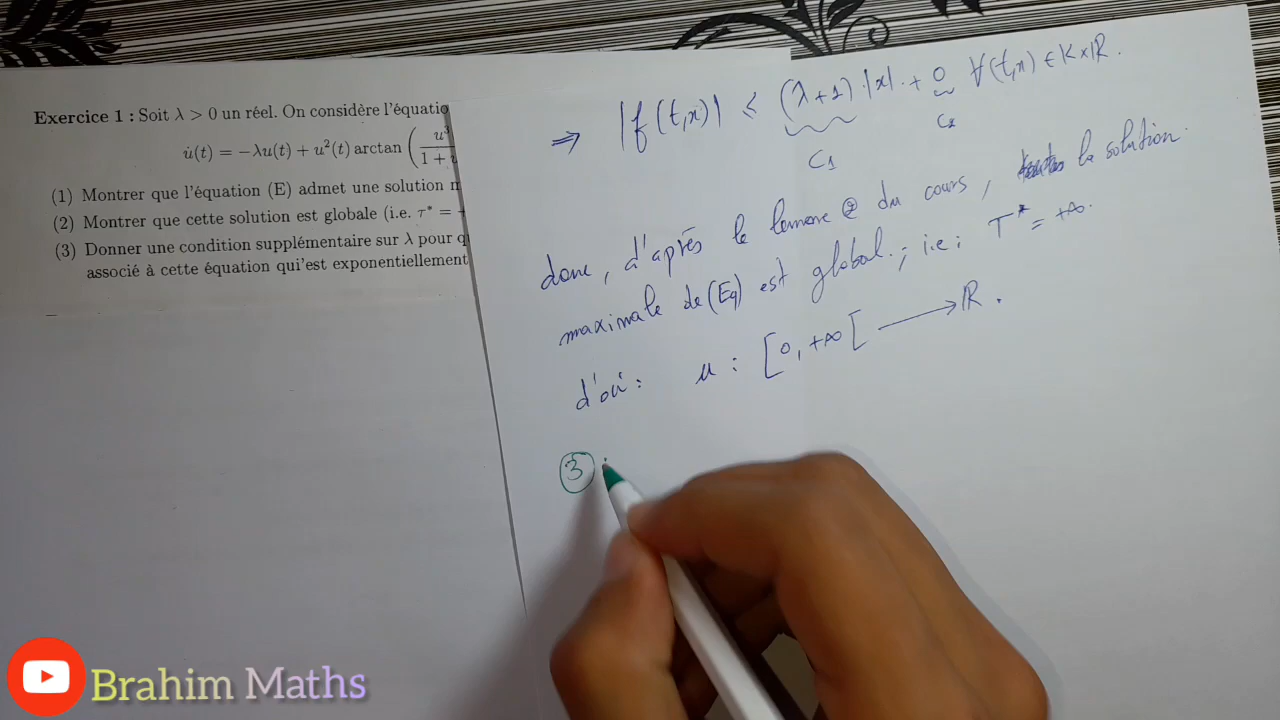 Exercice 1 : Soit λ > 0 un réel. On considère l'équatio
u̇(t) = −λu(t) + u²(t) arctan ( u³ / 1 +
(1) Montrer que l'équation (E) admet une solution m
(2) Montrer que cette solution est globale (i.e. τ* =
(3) Donner une condition supplémentaire sur λ pour q
associé à cette équation qui'est exponentiellement
⇒ |f(t,x)| ≤ (λ+1)·|x| + 0 ∀(t,x) ∈ K×ℝ.
C1 C2
donc, d'après le lemme ② du cours, la solution
maximale de (Eq) est global. ; i.e : T* = +∞.
d'où : u : [0, +∞[ ⟶ ℝ.
③
Brahim Maths